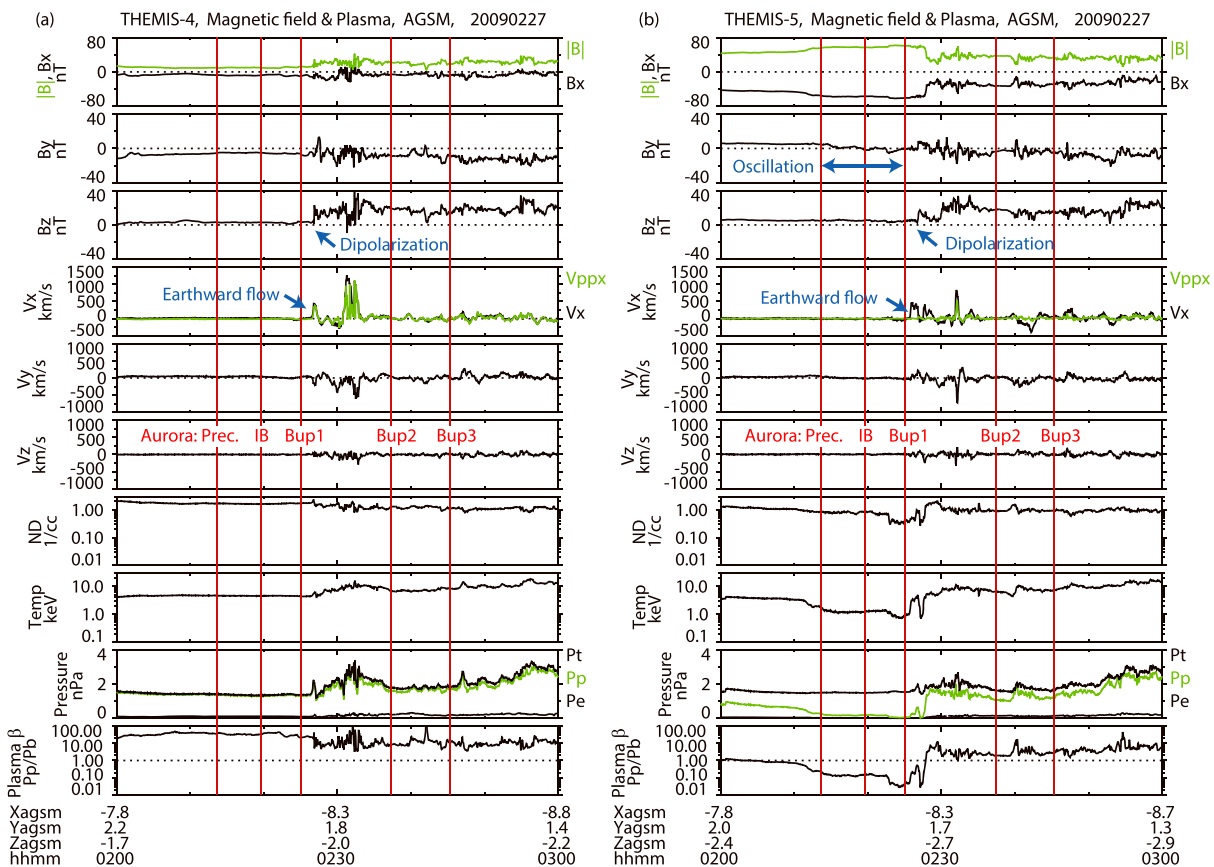 (a) THEMIS-4, Magnetic field & Plasma, AGSM, 20090227
80
0
-80
|B|, Bx
nT
|B|
Bx
40
0
-40
By
nT
40
0
-40
Bz
nT
Dipolarization
1500
1000
500
0
-500
Vx
km/s
Earthward flow
Vppx
Vx
1000
500
0
-500
-1000
Vy
km/s
1000
500
0
-500
-1000
Vz
km/s
Aurora: Prec. IB Bup1 Bup2 Bup3
1.00
0.10
0.01
ND
1/cc
10.0
1.0
0.1
Temp
keV
4
2
0
Pressure
nPa
Pt
Pp
Pe
100.00
10.00
1.00
0.10
0.01
Plasma β
Pp/Pb
Xagsm -7.8 -8.3 -8.8
Yagsm 2.2 1.8 1.4
Zagsm -1.7 -2.0 -2.2
hhmm 0200 0230 0300
(b) THEMIS-5, Magnetic field & Plasma, AGSM, 20090227
80
0
-80
|B|, Bx
nT
|B|
Bx
40
0
-40
By
nT
Oscillation
40
0
-40
Bz
nT
Dipolarization
1500
1000
500
0
-500
Vx
km/s
Earthward flow
Vppx
Vx
1000
500
0
-500
-1000
Vy
km/s
1000
500
0
-500
-1000
Vz
km/s
Aurora: Prec. IB Bup1 Bup2 Bup3
1.00
0.10
0.01
ND
1/cc
10.0
1.0
0.1
Temp
keV
4
2
0
Pressure
nPa
Pt
Pp
Pe
100.00
10.00
1.00
0.10
0.01
Plasma β
Pp/Pb
Xagsm -7.8 -8.3 -8.7
Yagsm 2.0 1.7 1.3
Zagsm -2.4 -2.7 -2.9
hhmm 0200 0230 0300